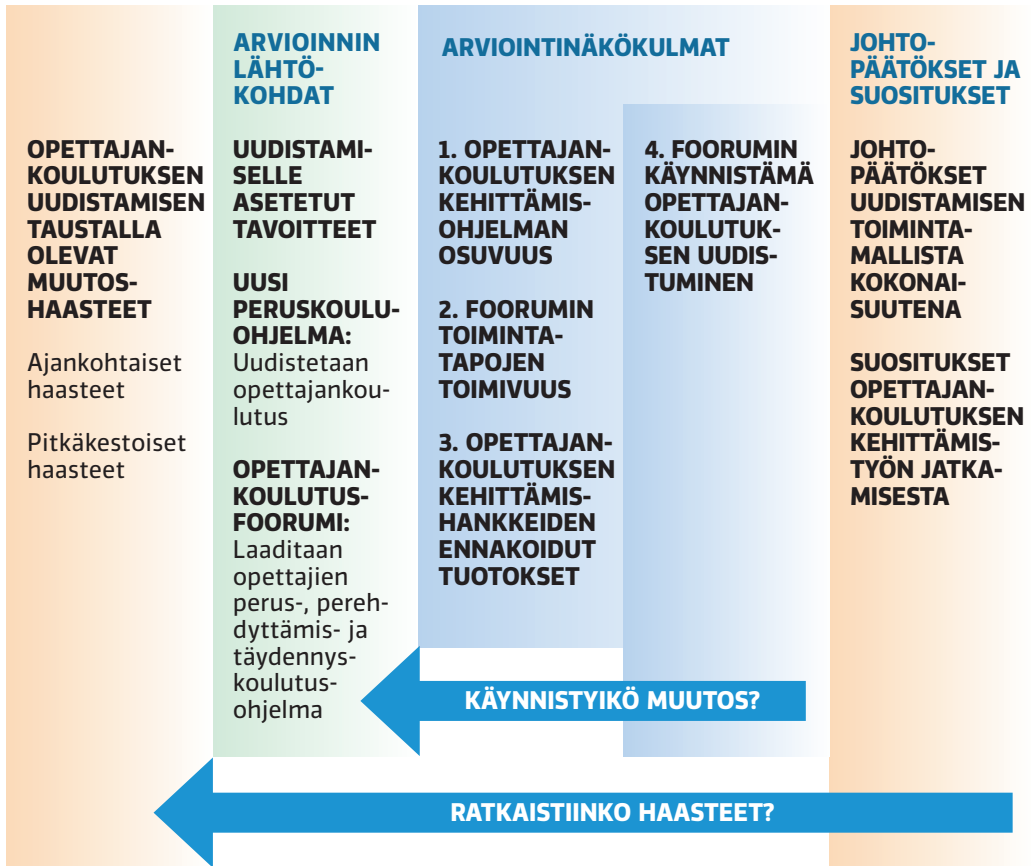 OPETTAJAN-
KOULUTUKSEN
UUDISTAMISEN
TAUSTALLA
OLEVAT
MUUTOS-
HAASTEET
Ajankohtaiset
haasteet
Pitkäkestoiset
haasteet
ARVIOINNIN
LÄHTÖ-
KOHDAT
UUDISTAMI-
SELLE
ASETETUT
TAVOITTEET
UUSI
PERUSKOULU-
OHJELMA:
Uudistetaan
opettajankou-
lutus
OPETTAJAN-
KOULUTUS-
FOORUMI:
Laaditaan
opettajien
perus-, pereh-
dyttämis- ja
täydennys-
koulutus-
ohjelma
ARVIOINTINÄKÖKULMAT
1. OPETTAJAN-
KOULUTUKSEN
KEHITTÄMIS-
OHJELMAN
OSUVUUS
2. FOORUMIN
TOIMINTA-
TAPOJEN
TOIMIVUUS
3. OPETTAJAN-
KOULUTUKSEN
KEHITTÄMIS-
HANKKEIDEN
ENNAKOIDUT
TUOTOKSET
4. FOORUMIN
KÄYNNISTÄMÄ
OPETTAJAN-
KOULUTUK-
SEN UUDIS-
TUMINEN
JOHTO-
PÄÄTÖKSET JA
SUOSITUKSET
JOHTO-
PÄÄTÖKSET
UUDISTAMISEN
TOIMINTA-
MALLISTA
KOKONAI-
SUUTENA
SUOSITUKSET
OPETTAJAN-
KOULUTUKSEN
KEHITTÄMIS-
TYÖN JATKA-
MISESTA
KÄYNNISTYIKÖ MUUTOS?
RATKAISTIINKO HAASTEET?